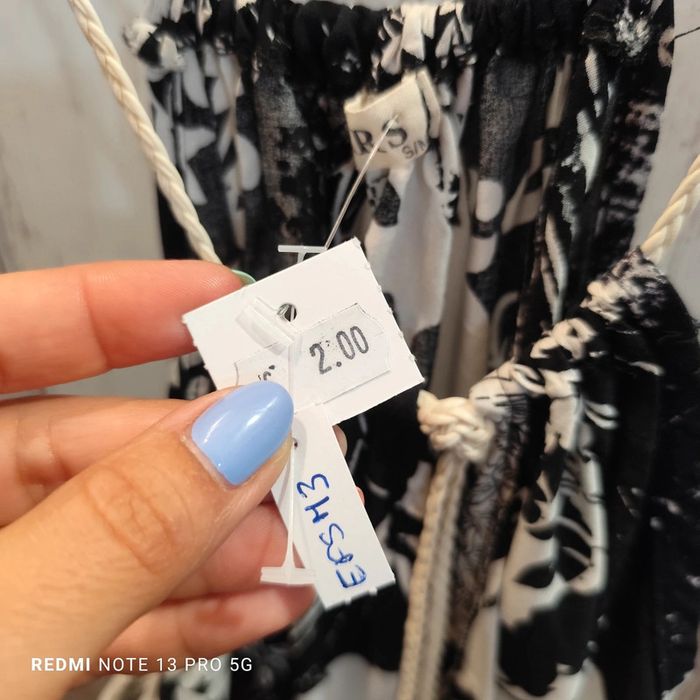 R&S
2.00
EPSH3
REDMI NOTE 13 PRO 5G